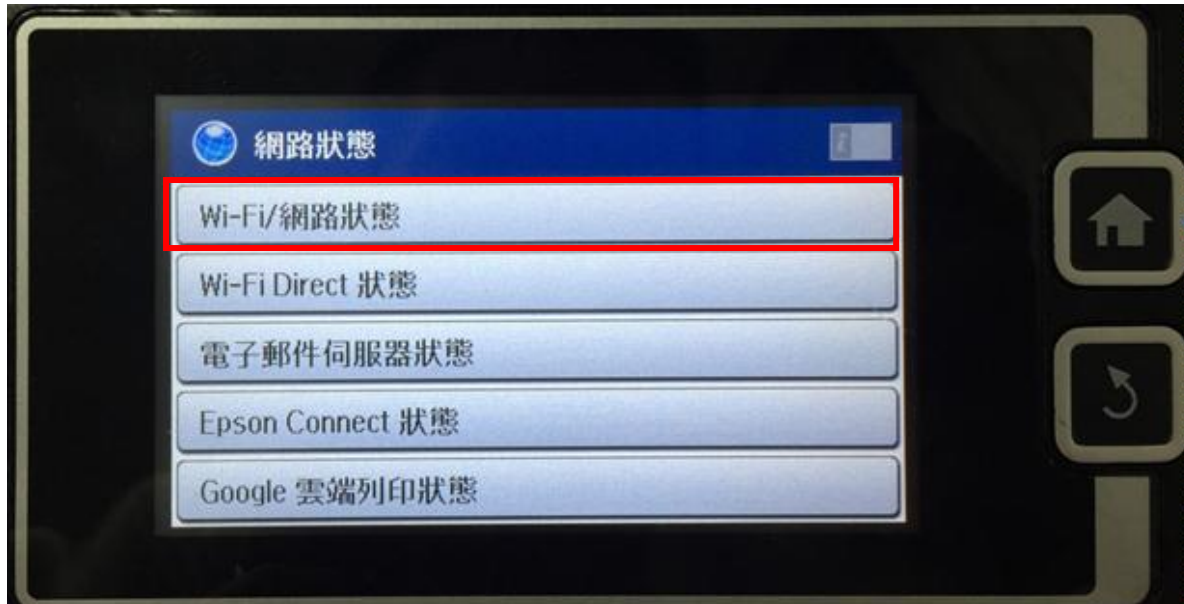 網路狀態
Wi-Fi/網路狀態
Wi-Fi Direct 狀態
電子郵件伺服器狀態
Epson Connect 狀態
Google 雲端列印狀態